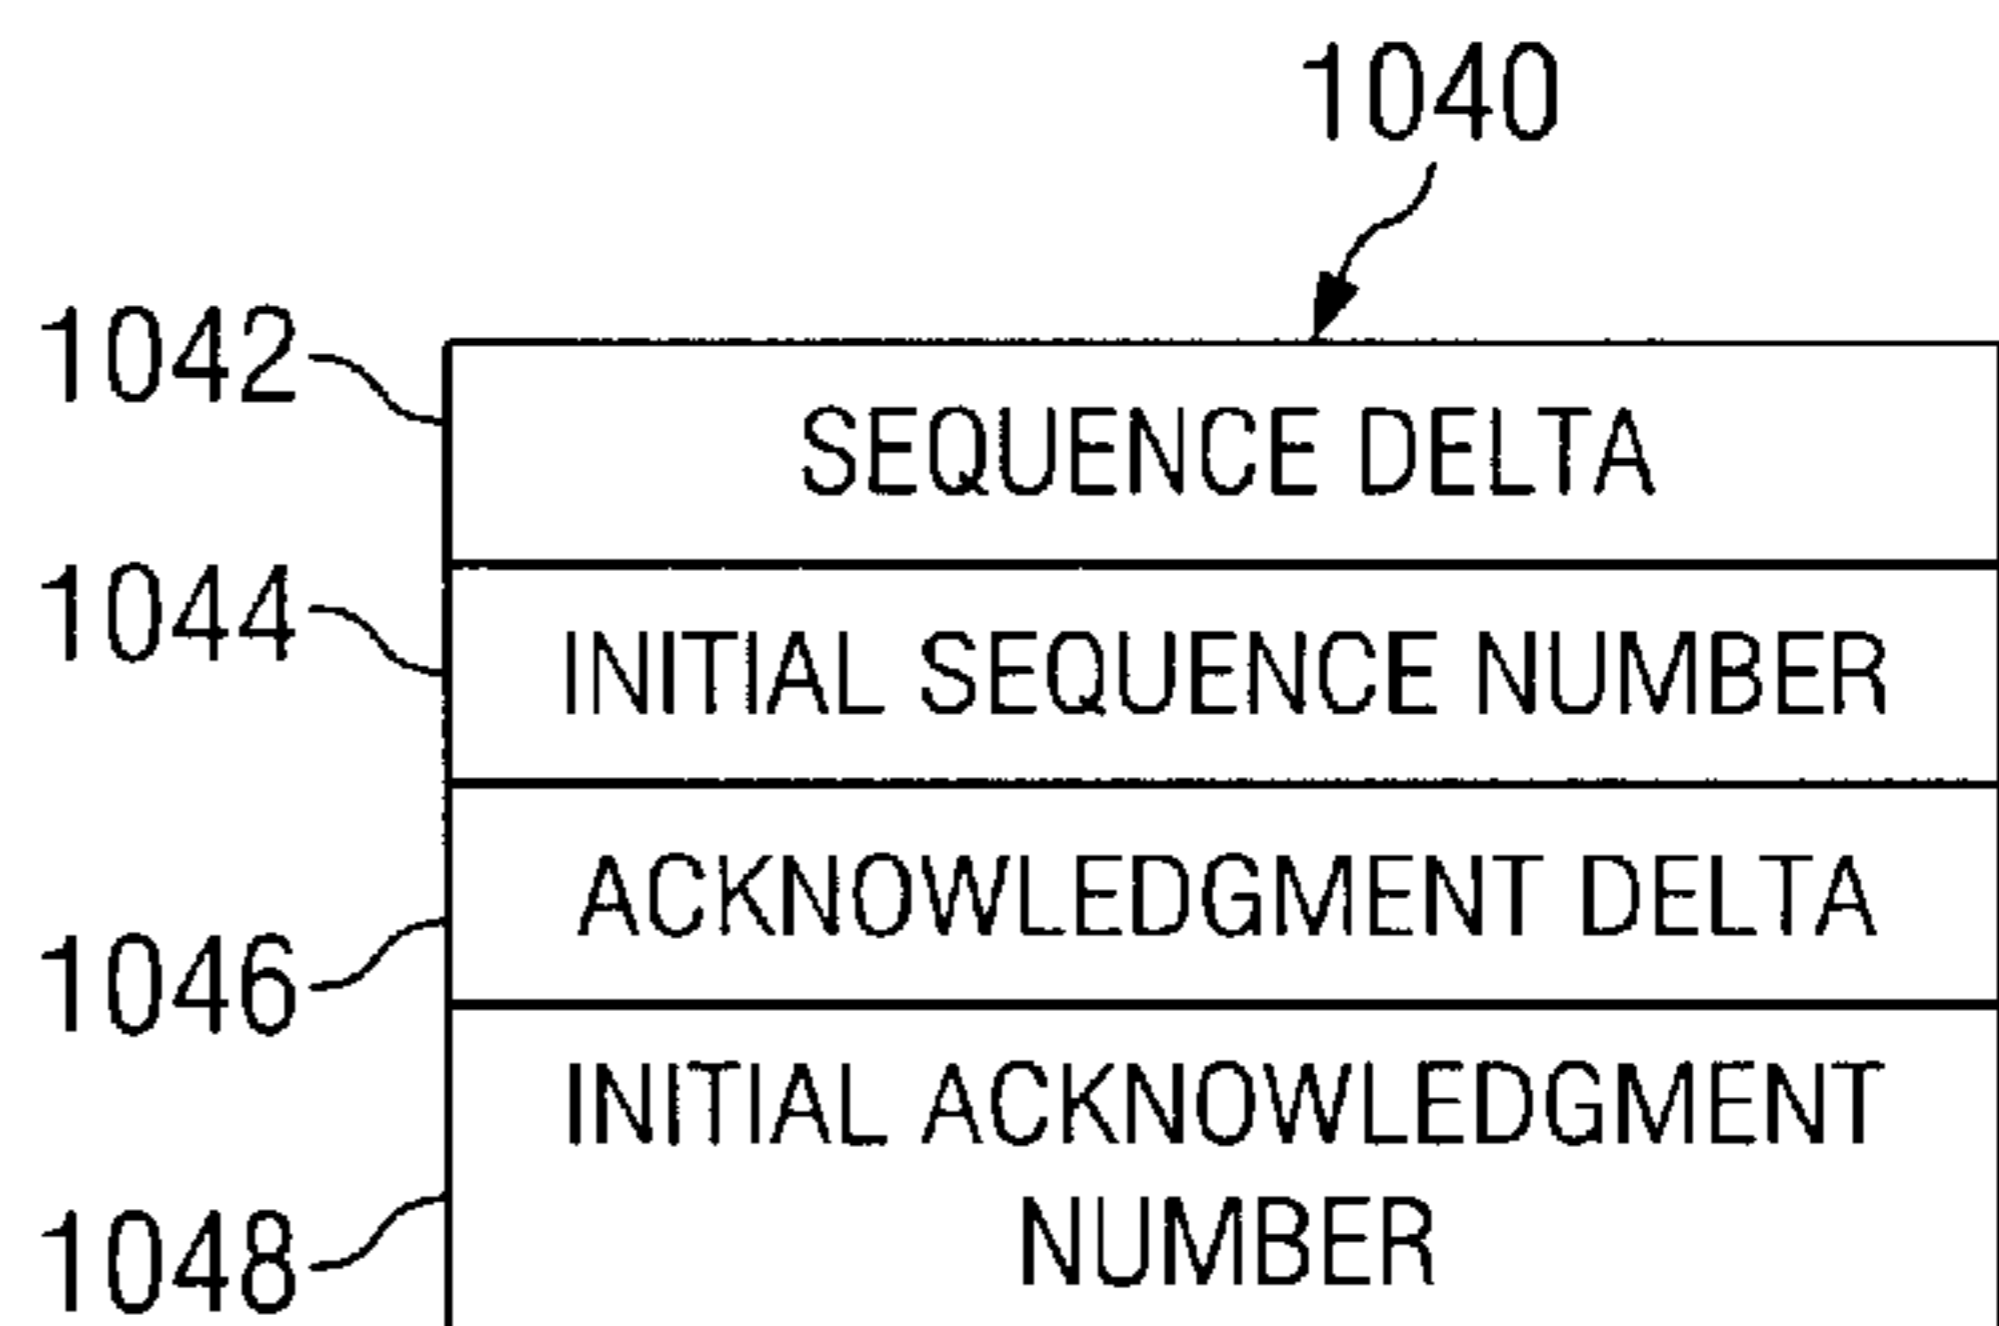 1040
1042
SEQUENCE DELTA
1044
INITIAL SEQUENCE NUMBER
ACKNOWLEDGMENT DELTA
1046
INITIAL ACKNOWLEDGMENT
NUMBER
1048